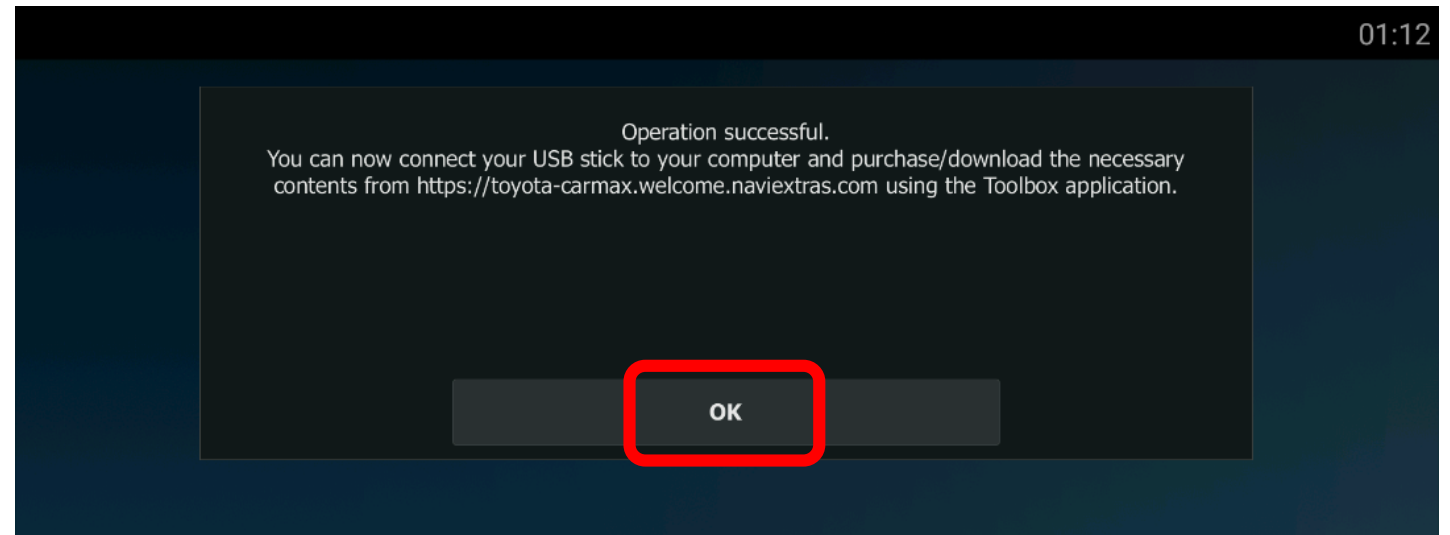 01:12
Operation successful.
You can now connect your USB stick to your computer and purchase/download the necessary
contents from https://toyota-carmax.welcome.naviextras.com using the Toolbox application.
OK